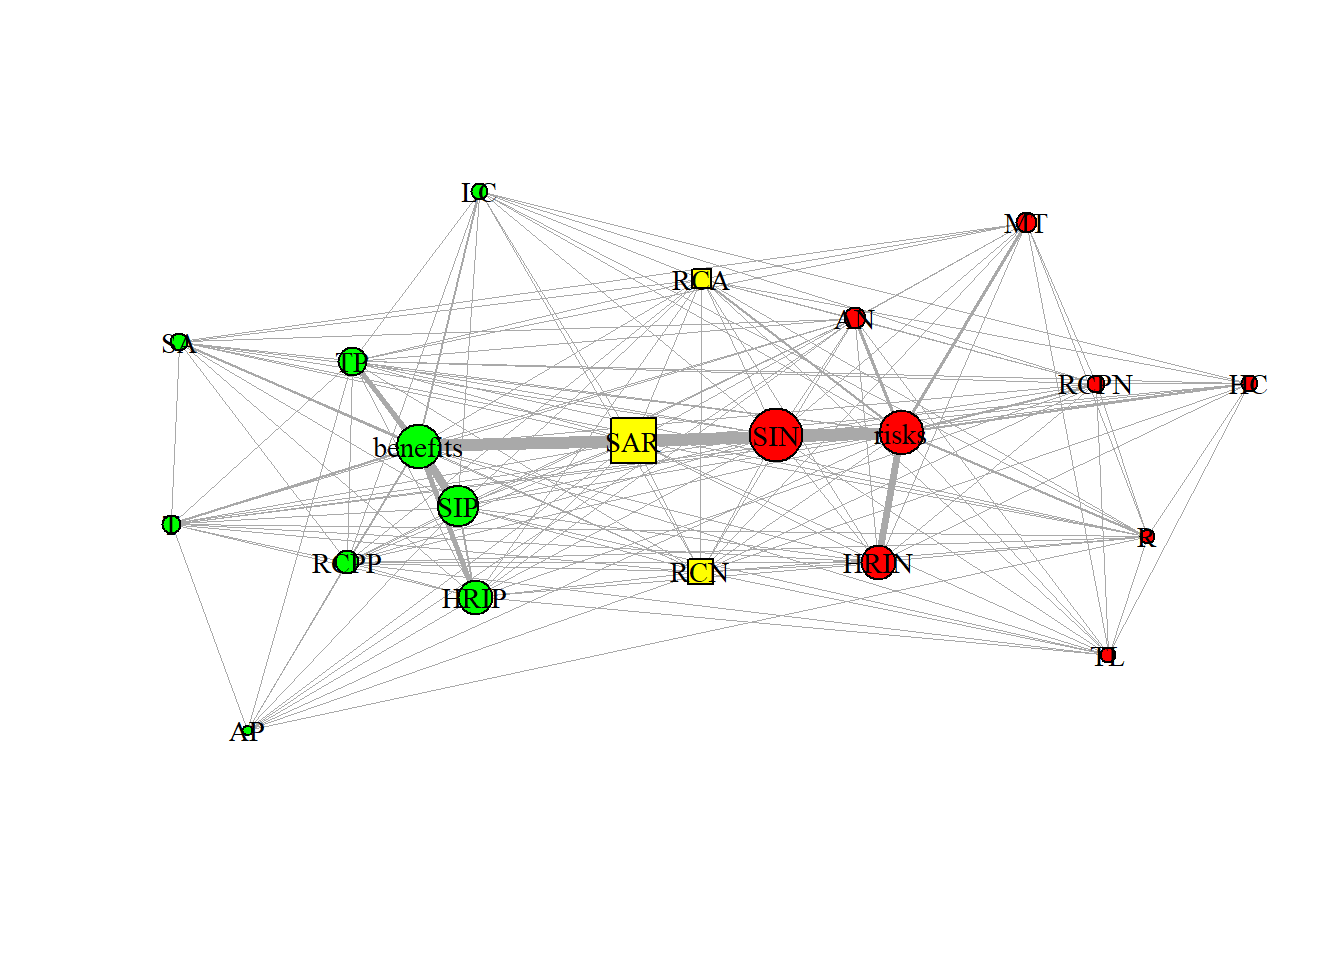 LC
MT
RCA
AN
SA
TP
RCPN
HC
benefits
SAR
SIN
risks
SIP
T
R
RCPP
RCN
HRIN
HRIP
TL
AP